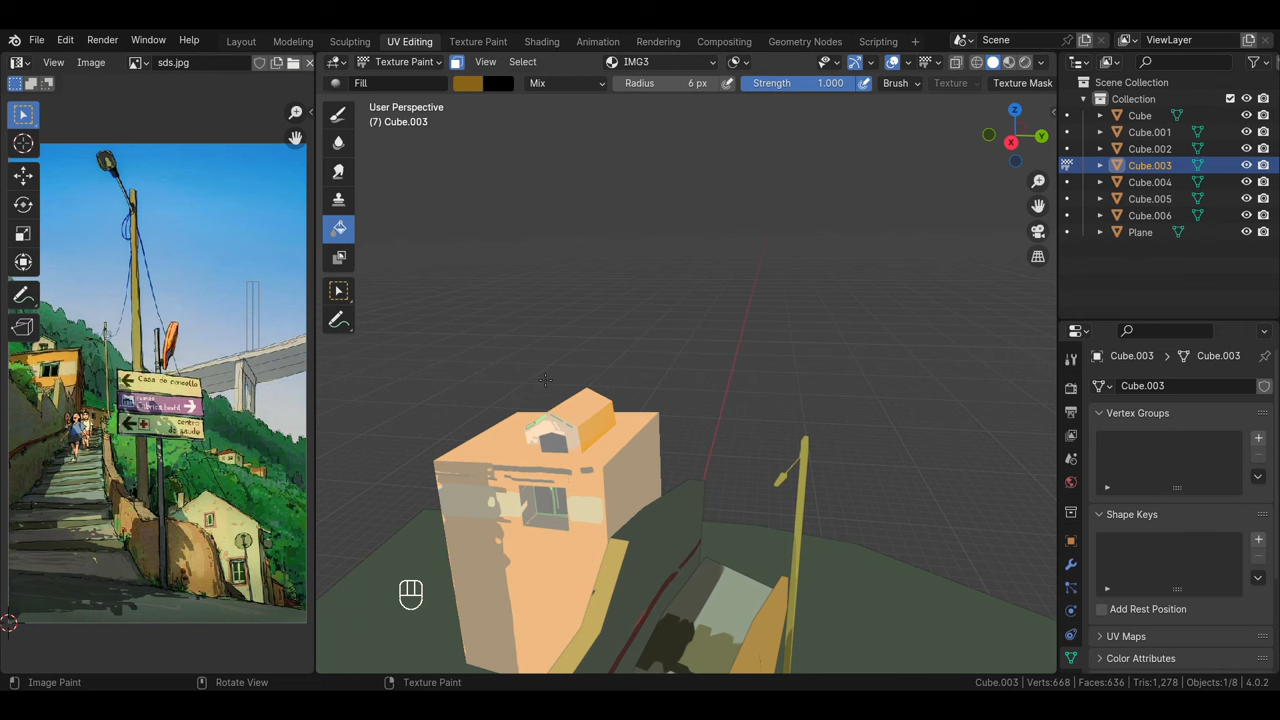 File Edit Render Window Help
Layout Modeling Sculpting UV Editing Texture Paint Shading Animation Rendering Compositing Geometry Nodes Scripting +
Scene
ViewLayer
View Image sds.jpg
Texture Paint View Select IMG3
Fill Mix Radius 6 px Strength 1.000 Brush Texture Texture Mask
User Perspective
(7) Cube.003
Z
Y
X
Scene Collection
Collection
Cube
Cube.001
Cube.002
Cube.003
Cube.004
Cube.005
Cube.006
Plane
Cube.003 > Cube.003
Cube.003
Vertex Groups
Shape Keys
Add Rest Position
UV Maps
Color Attributes
Casa do concello
centro
de saude
Image Paint Rotate View Texture Paint
Cube.003 | Verts:668 | Faces:636 | Tris:1,278 | Objects:1/8 | 4.0.2